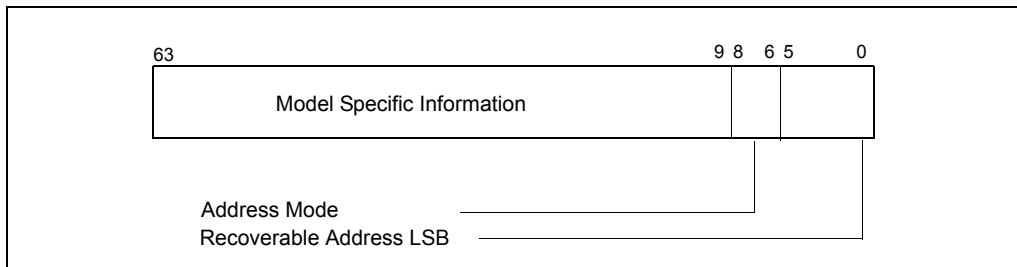 63 9 8 6 5 0
Model Specific Information
Address Mode
Recoverable Address LSB